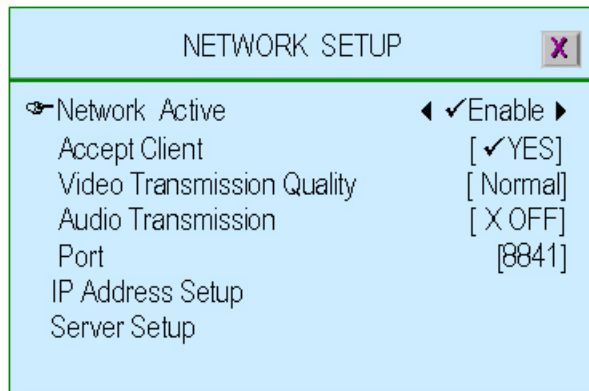 NETWORK SETUP X
☞Network Active ◀ ✓Enable ▶
Accept Client [ ✓YES]
Video Transmission Quality [ Normal]
Audio Transmission [ X OFF]
Port [8841]
IP Address Setup
Server Setup